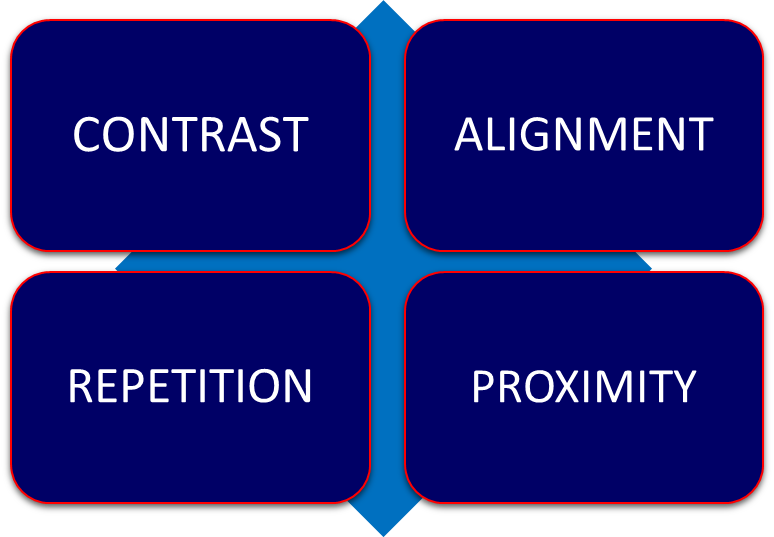 CONTRAST
ALIGNMENT
REPETITION
PROXIMITY